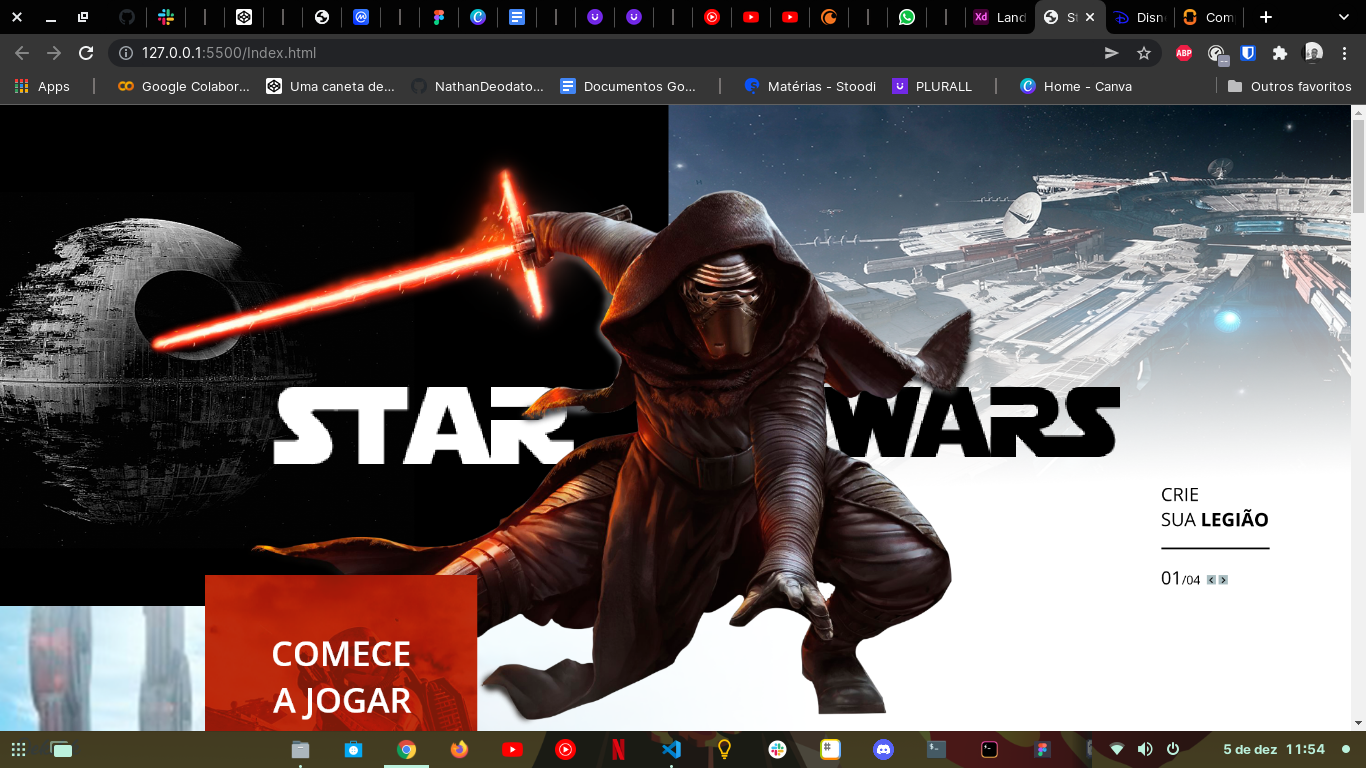 Xd Land
St
Disn
Com
127.0.0.1:5500/Index.html
ABP
Apps
Google Colabor...
Uma caneta de...
NathanDeodato...
Documentos Go...
Matérias - Stoodi
PLURALL
Home - Canva
Outros favoritos
STAR WARS
CRIE
SUA LEGIÃO
01/04
COMECE
A JOGAR
5 de dez 11:54